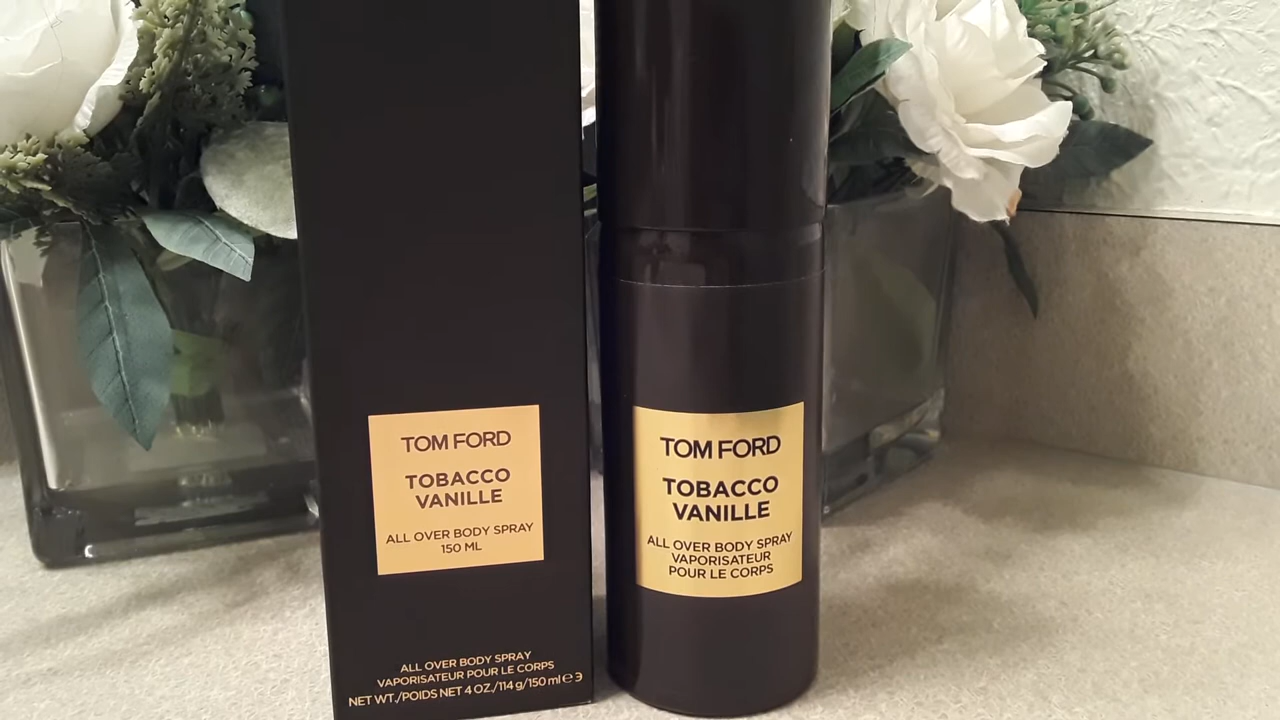 TOM FORD
TOBACCO
VANILLE
ALL OVER BODY SPRAY
150 ML
ALL OVER BODY SPRAY
VAPORISATEUR POUR LE CORPS
NET WT./POIDS NET 4 OZ./114 g/150 ml ℮ 3
TOM FORD
TOBACCO
VANILLE
ALL OVER BODY SPRAY
VAPORISATEUR
POUR LE CORPS